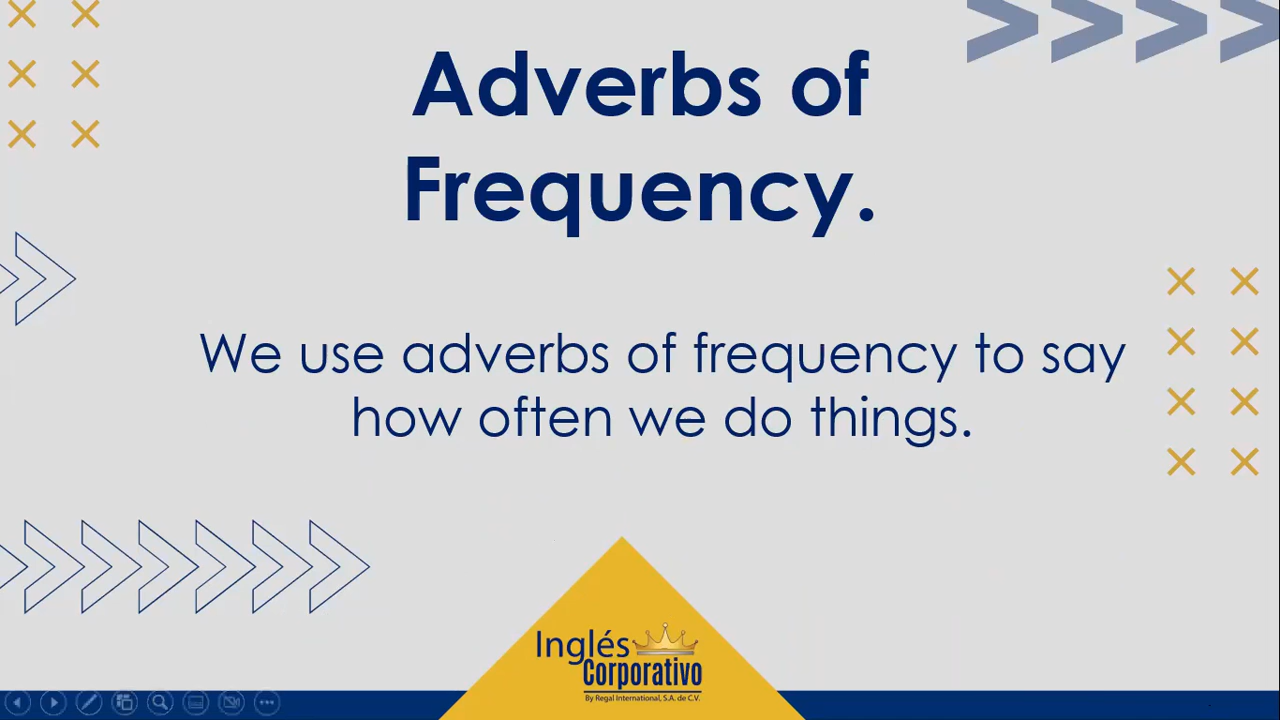 Adverbs of
Frequency.
We use adverbs of frequency to say
how often we do things.
Inglés
Corporativo
By Regal International, S.A. de C.V.